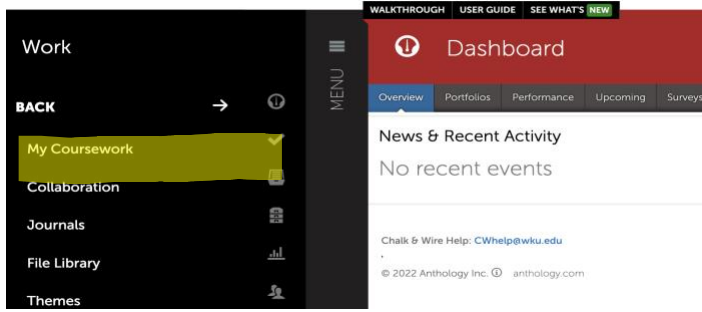 WALKTHROUGH USER GUIDE SEE WHAT'S NEW
Work
MENU
Dashboard
BACK
My Coursework
Collaboration
Journals
File Library
Themes
Overview Portfolios Performance Upcoming Surveys
News & Recent Activity
No recent events
Chalk & Wire Help: CWhelp@wku.edu
.
© 2022 Anthology Inc. anthology.com